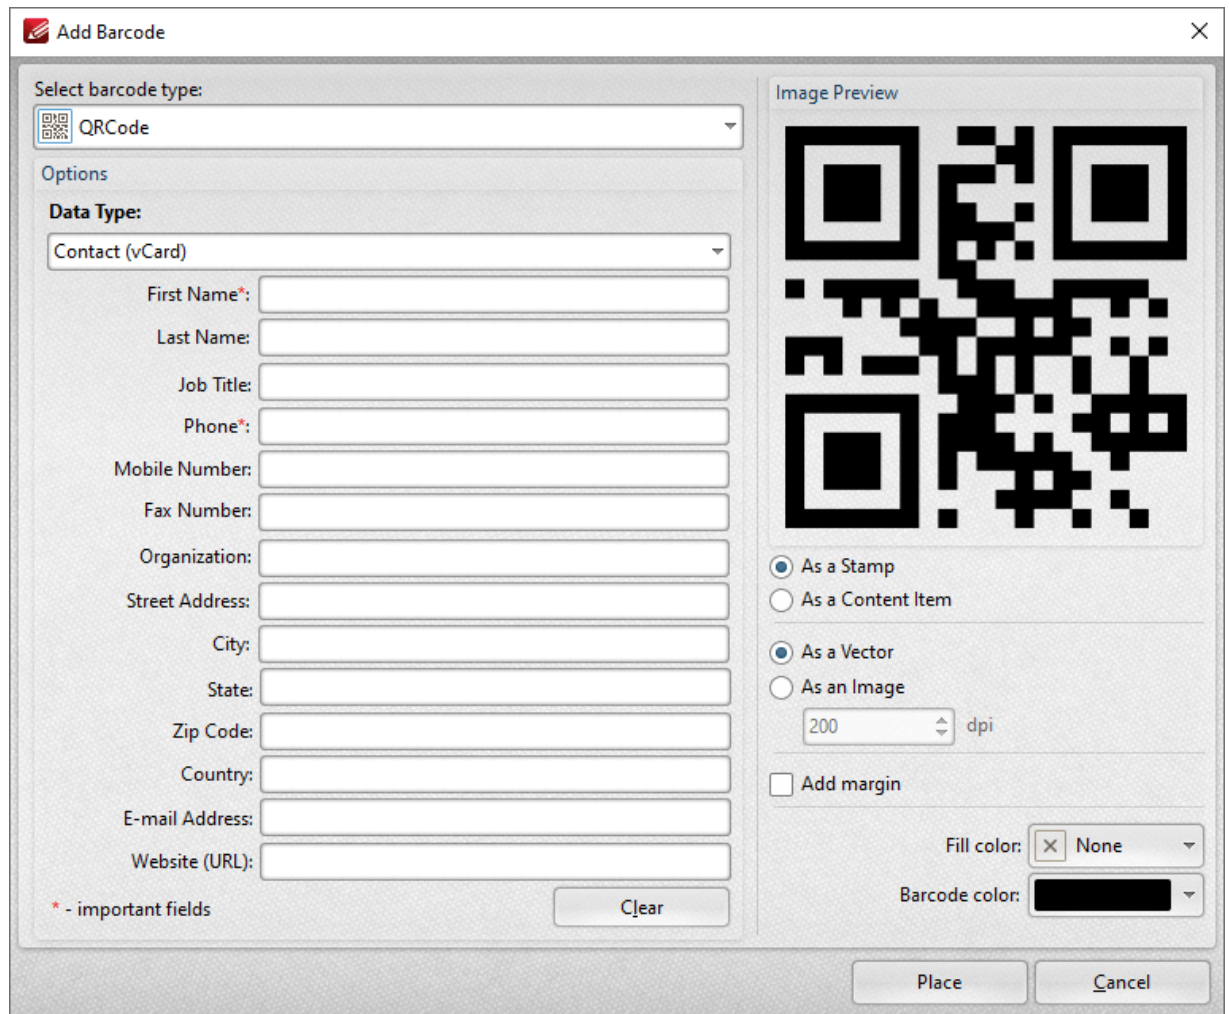 Add Barcode
Select barcode type:
QRCode
Options
Data Type:
Contact (vCard)
First Name*:
Last Name:
Job Title:
Phone*:
Mobile Number:
Fax Number:
Organization:
Street Address:
City:
State:
Zip Code:
Country:
E-mail Address:
Website (URL):
* - important fields
Clear
Image Preview
As a Stamp
As a Content Item
As a Vector
As an Image
200 dpi
Add margin
Fill color: None
Barcode color:
Place
Cancel